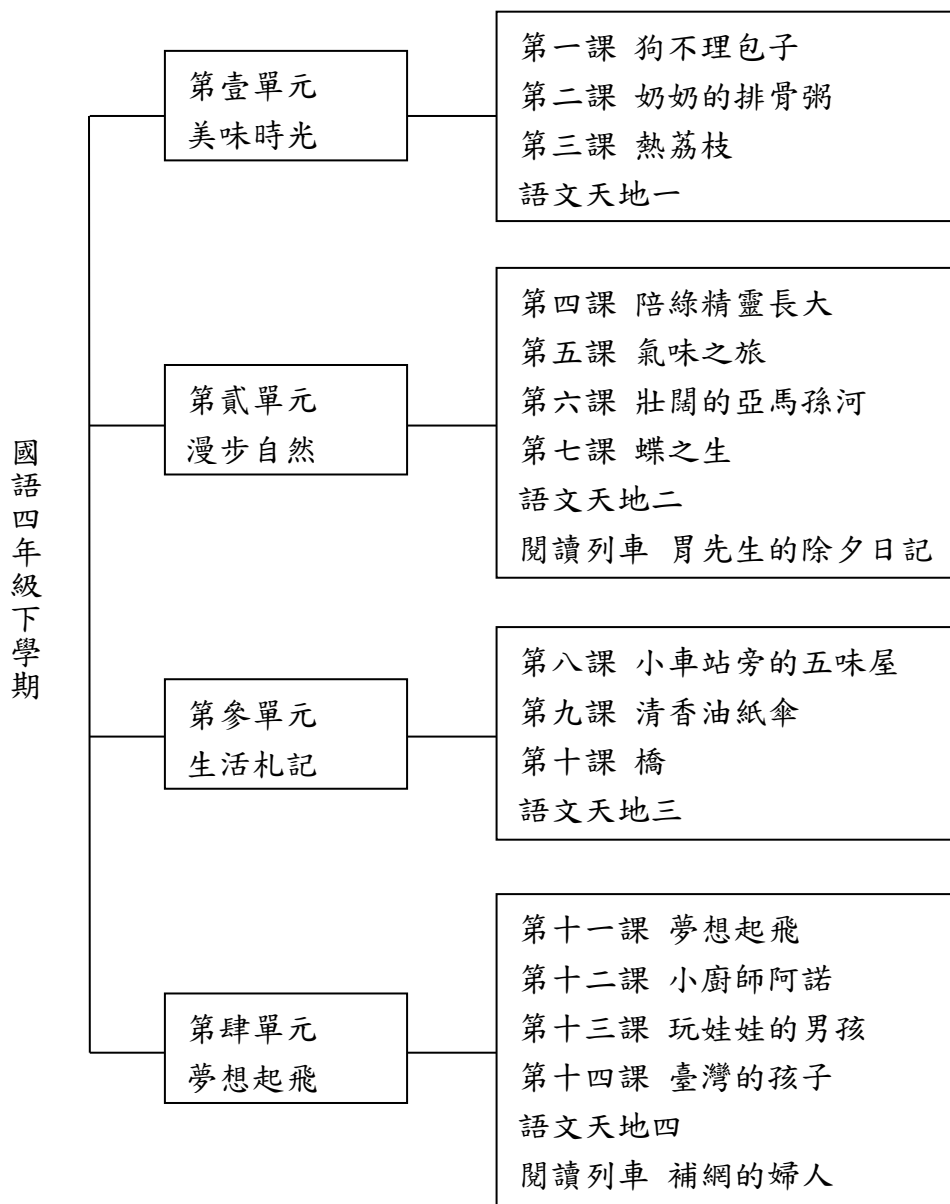 國語四年級下學期
第壹單元
美味時光
第一課 狗不理包子
第二課 奶奶的排骨粥
第三課 熱荔枝
語文天地一
第貳單元
漫步自然
第四課 陪綠精靈長大
第五課 氣味之旅
第六課 壯闊的亞馬孫河
第七課 蝶之生
語文天地二
閱讀列車 胃先生的除夕日記
第參單元
生活札記
第八課 小車站旁的五味屋
第九課 清香油紙傘
第十課 橋
語文天地三
第肆單元
夢想起飛
第十一課 夢想起飛
第十二課 小廚師阿諾
第十三課 玩娃娃的男孩
第十四課 臺灣的孩子
語文天地四
閱讀列車 補網的婦人